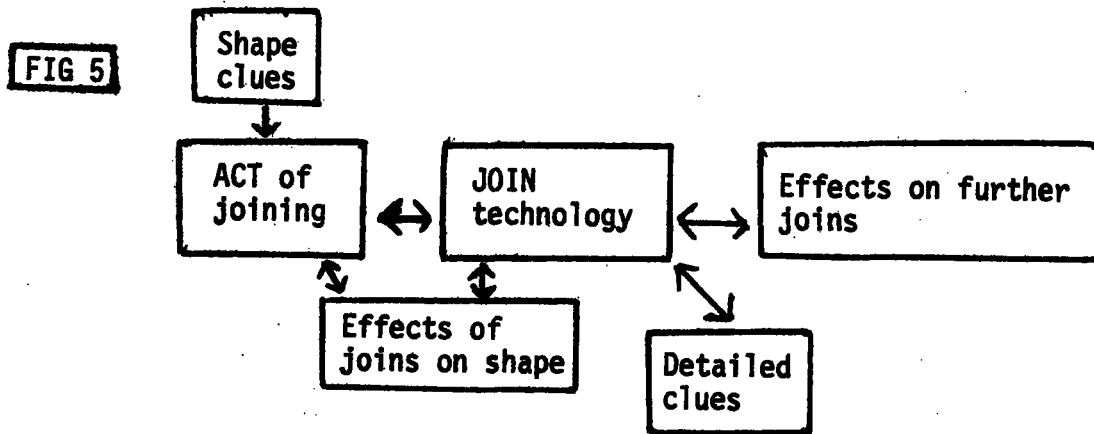 FIG 5
Shape
clues
ACT of
joining
JOIN
technology
Effects on further
joins
Effects of
joins on shape
Detailed
clues